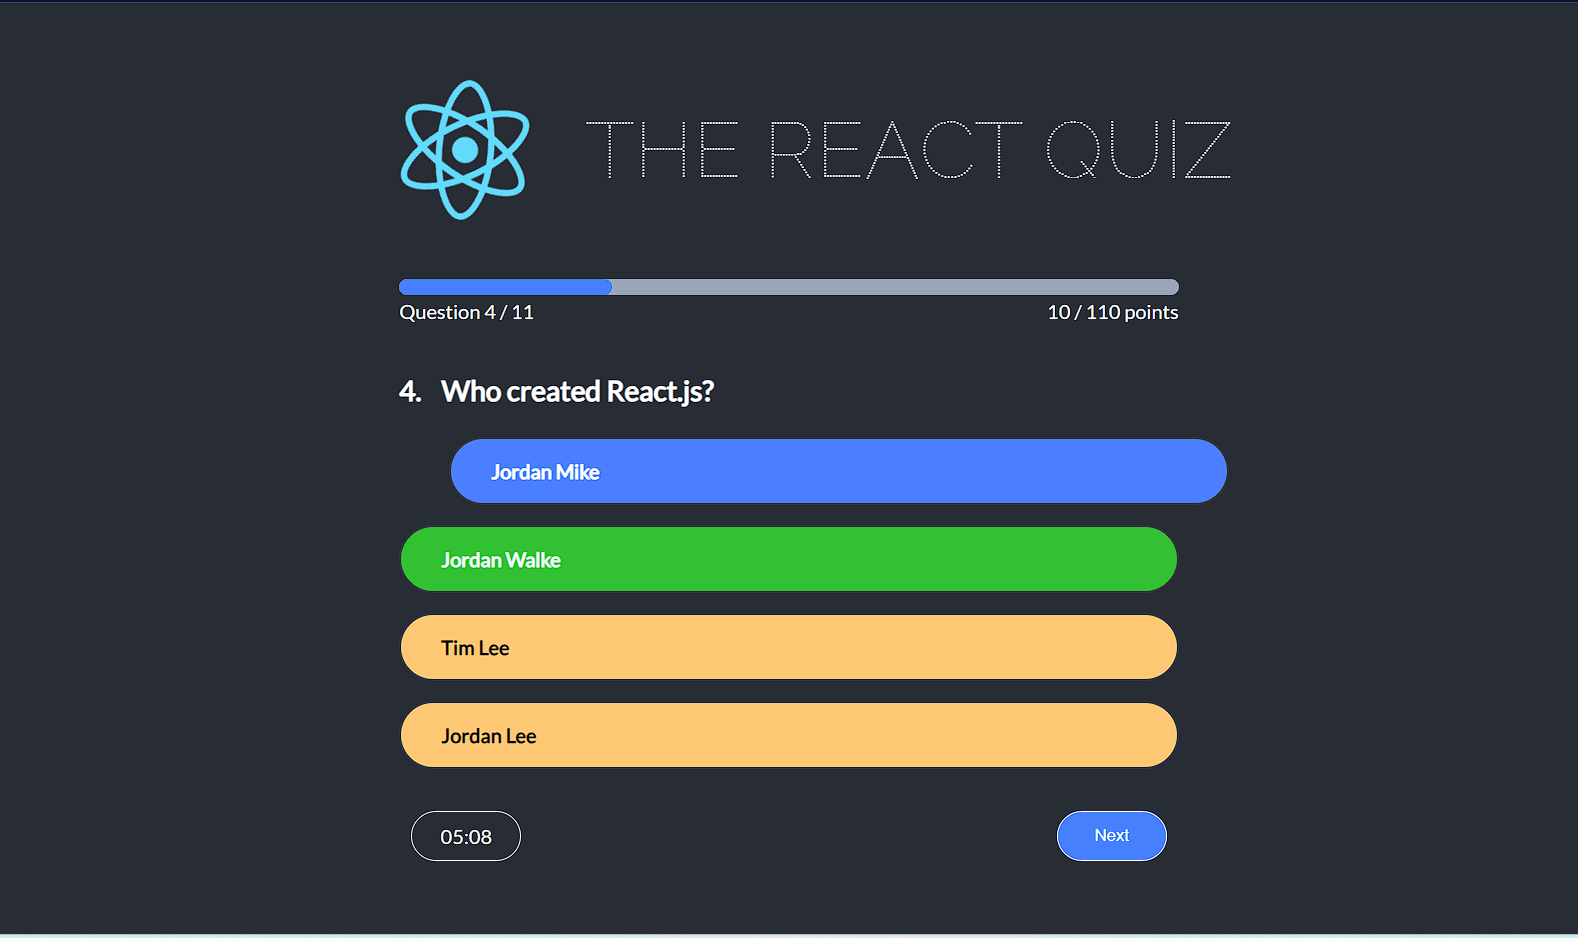 THE REACT QUIZ
Question 4 / 11
10 / 110 points
4. Who created React.js?
Jordan Mike
Jordan Walke
Tim Lee
Jordan Lee
05:08
Next